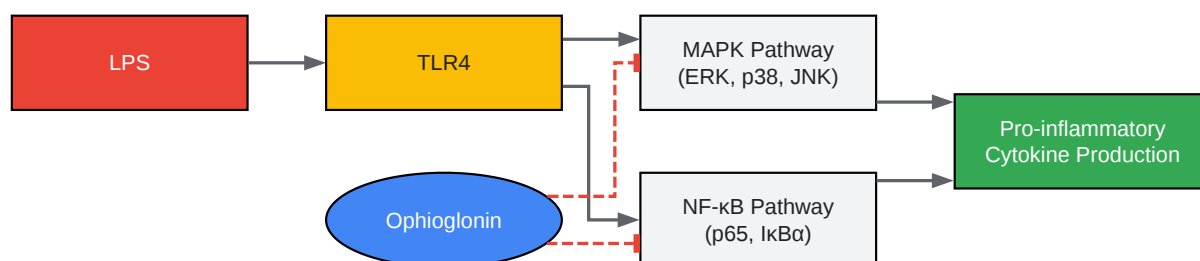 LPS
TLR4
MAPK Pathway
(ERK, p38, JNK)
Pro-inflammatory
Cytokine Production
Ophioglonin
NF-κB Pathway
(p65, IκBα)